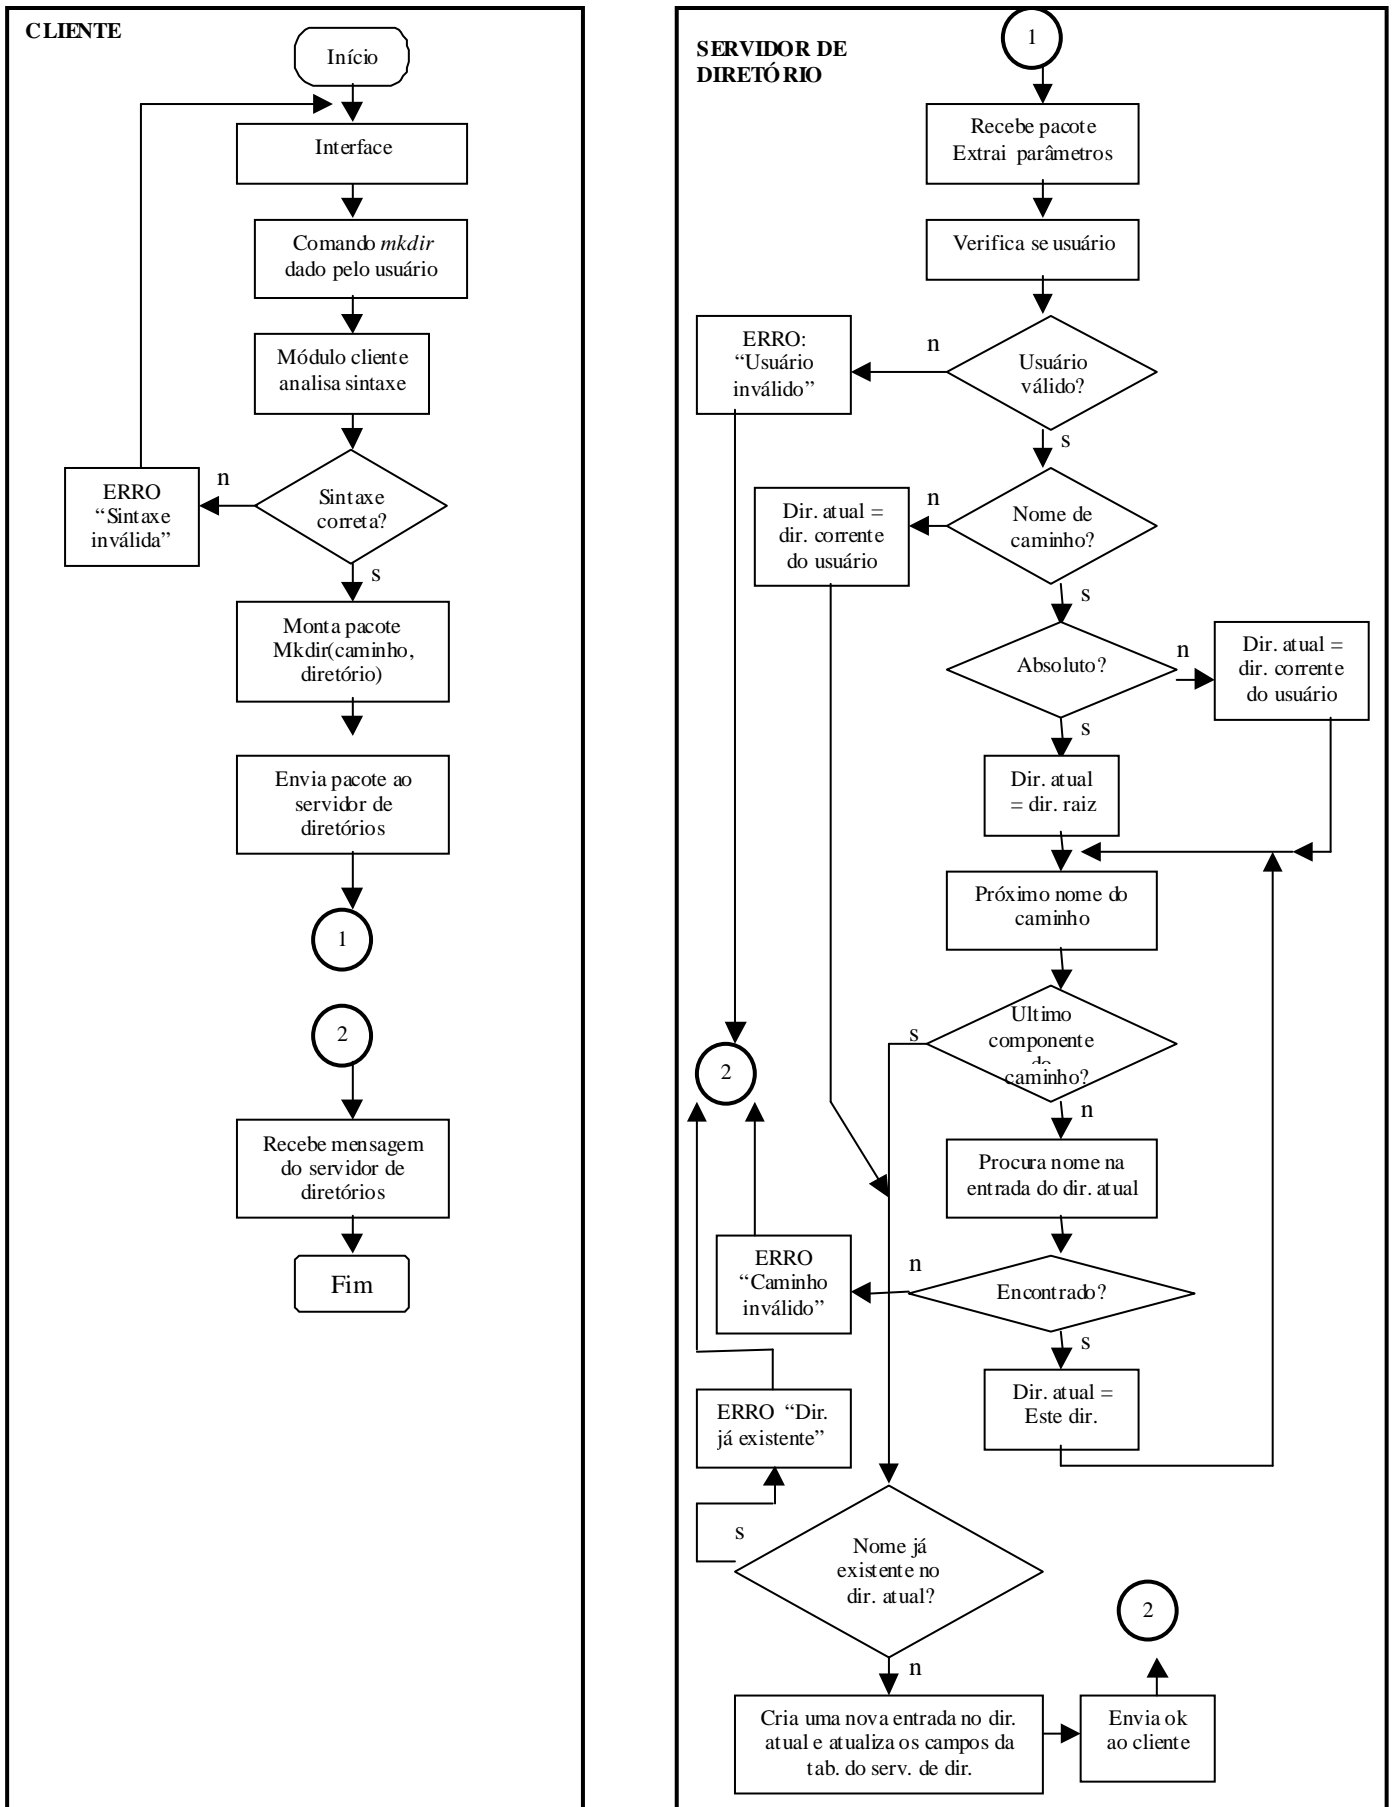 CLIENTE
Início
Interface
Comando mkdir
dado pelo usuário
Módulo cliente
analisa sintaxe
Sintaxe
correta?
n
ERRO
“Sintaxe
inválida”
s
Monta pacote
Mkdir(caminho,
diretório)
Envia pacote ao
servidor de
diretórios
1
2
Recebe mensagem
do servidor de
diretórios
Fim
SERVIDOR DE
DIRETÓRIO
1
Recebe pacote
Extrai parâmetros
Verifica se usuário
Usuário
válido?
n
ERRO:
“Usuário
inválido”
s
Nome de
caminho?
n
Dir. atual =
dir. corrente
do usuário
s
Absoluto?
n
Dir. atual =
dir. corrente
do usuário
s
Dir. atual
= dir. raiz
Próximo nome do
caminho
Ultimo
componente
do
caminho?
s
2
n
Procura nome na
entrada do dir. atual
Encontrado?
n
ERRO
“Caminho
inválido”
s
Dir. atual =
Este dir.
ERRO “Dir.
já existente”
s
Nome já
existente no
dir. atual?
n
2
Cria uma nova entrada no dir.
atual e atualiza os campos da
tab. do serv. de dir.
Envia ok
ao cliente